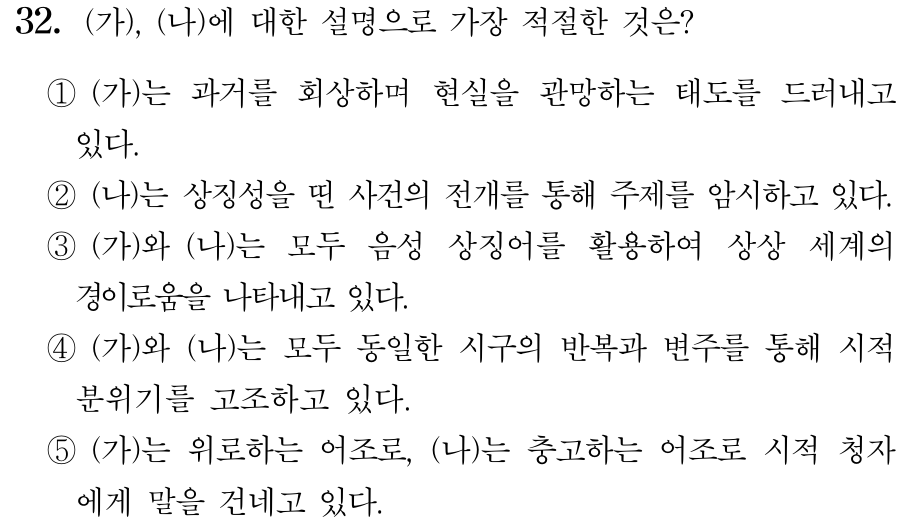 32. (가), (나)에 대한 설명으로 가장 적절한 것은?
① (가)는 과거를 회상하며 현실을 관망하는 태도를 드러내고
있다.
② (나)는 상징성을 띤 사건의 전개를 통해 주제를 암시하고 있다.
③ (가)와 (나)는 모두 음성 상징어를 활용하여 상상 세계의
경이로움을 나타내고 있다.
④ (가)와 (나)는 모두 동일한 시구의 반복과 변주를 통해 시적
분위기를 고조하고 있다.
⑤ (가)는 위로하는 어조로, (나)는 충고하는 어조로 시적 청자
에게 말을 건네고 있다.